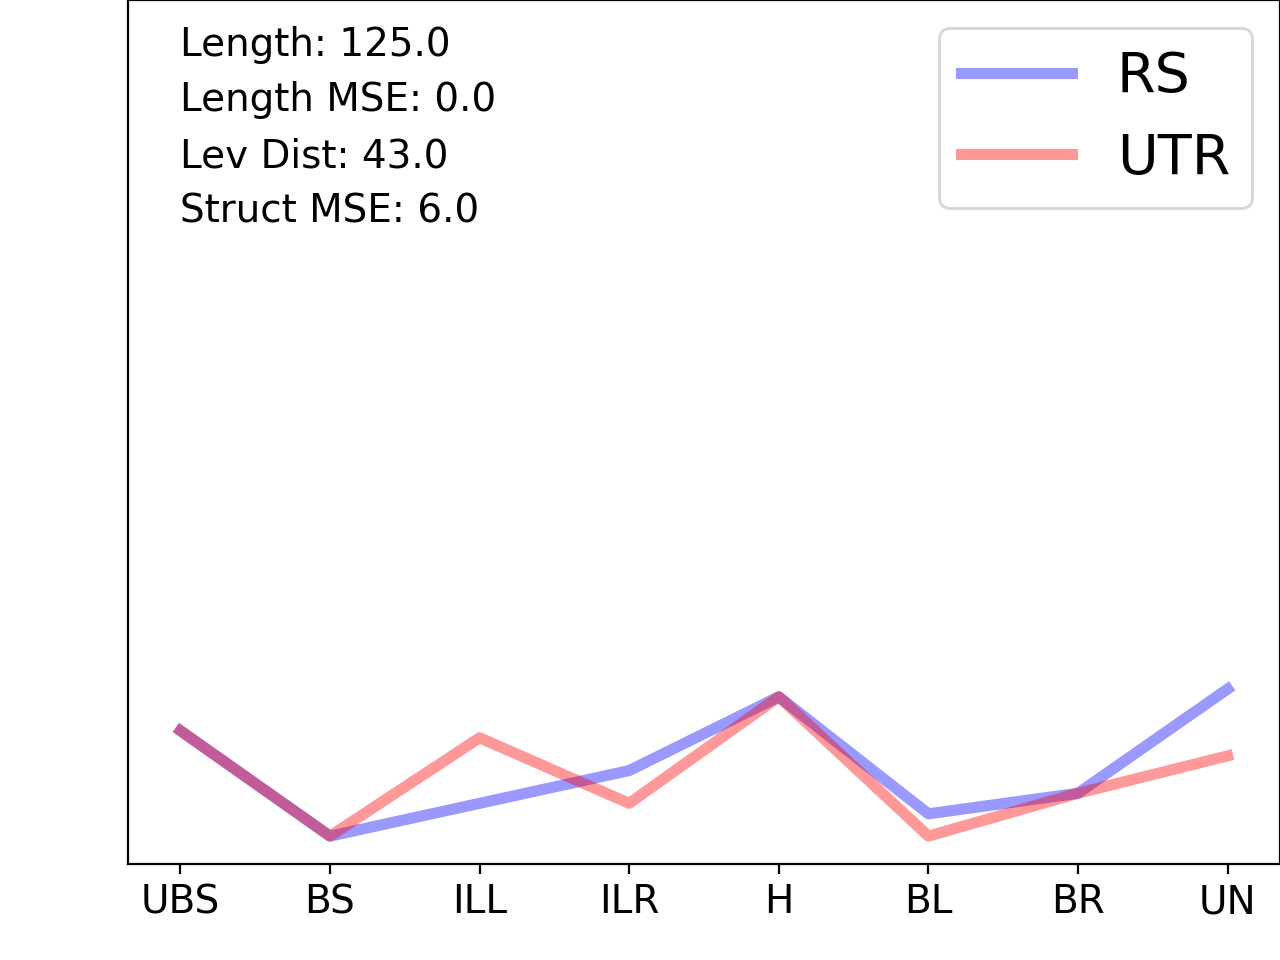 Length: 125.0
Length MSE: 0.0
Lev Dist: 43.0
Struct MSE: 6.0
RS
UTR
UBS BS ILL ILR H BL BR UN